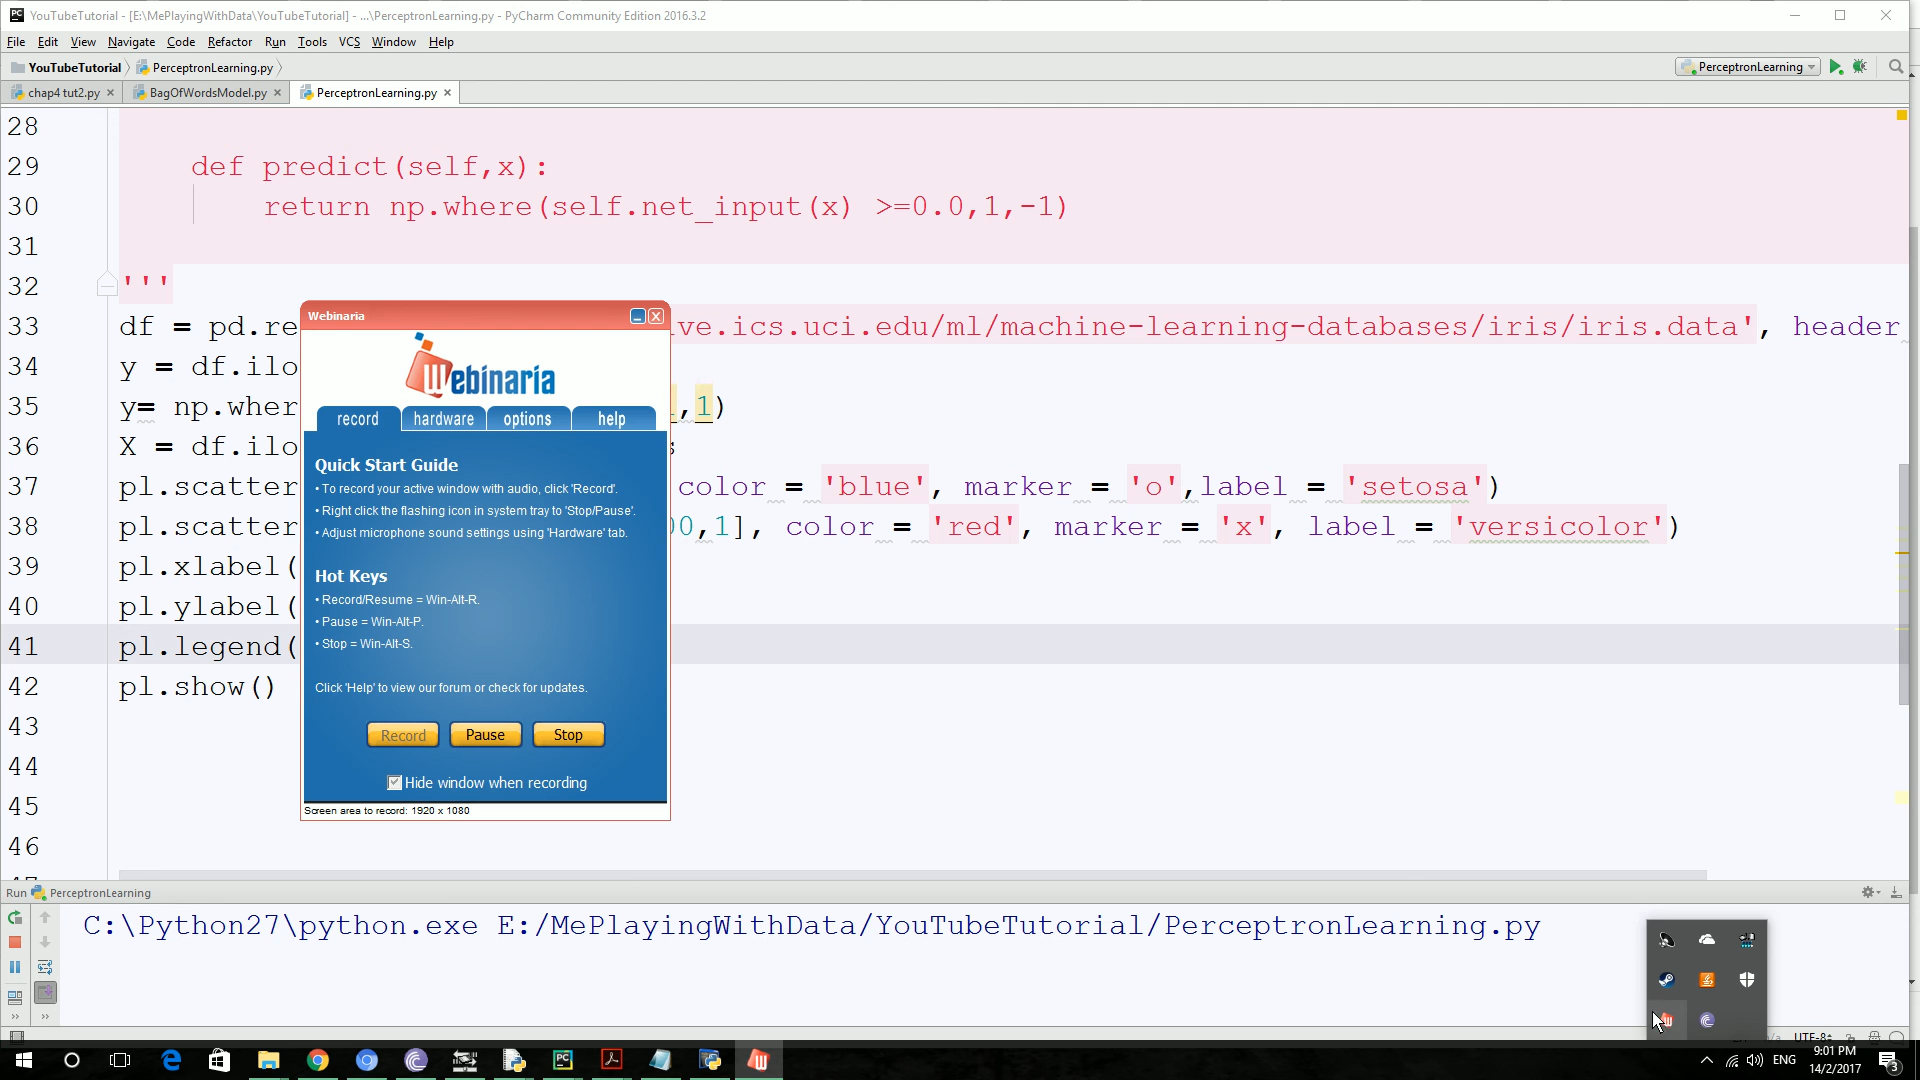 YouTubeTutorial - [E:\MePlayingWithData\YouTubeTutorial] - ...\PerceptronLearning.py - PyCharm Community Edition 2016.3.2
File Edit View Navigate Code Refactor Run Tools VCS Window Help
YouTubeTutorial PerceptronLearning.py PerceptronLearning
chap4 tut2.py BagOfWordsModel.py PerceptronLearning.py
28
29 def predict(self,x):
30 return np.where(self.net_input(x) >=0.0,1,-1)
31
32 '''
33 df = pd.re ve.ics.uci.edu/ml/machine-learning-databases/iris/iris.data', header
34 y = df.ilo
35 y= np.wher ,1)
36 X = df.ilo
37 pl.scatter color = 'blue', marker = 'o',label = 'setosa')
38 pl.scatter 00,1], color = 'red', marker = 'x', label = 'versicolor')
39 pl.xlabel(
40 pl.ylabel(
41 pl.legend(
42 pl.show()
43
44
45
46
Webinaria
Webinaria
record hardware options help
Quick Start Guide
• To record your active window with audio, click 'Record'.
• Right click the flashing icon in system tray to 'Stop/Pause'.
• Adjust microphone sound settings using 'Hardware' tab.
Hot Keys
• Record/Resume = Win-Alt-R.
• Pause = Win-Alt-P.
• Stop = Win-Alt-S.
Click 'Help' to view our forum or check for updates.
Record Pause Stop
Hide window when recording
Screen area to record: 1920 x 1080
Run PerceptronLearning
C:\Python27\python.exe E:/MePlayingWithData/YouTubeTutorial/PerceptronLearning.py
UTF-8
ENG
9:01 PM
14/2/2017
3